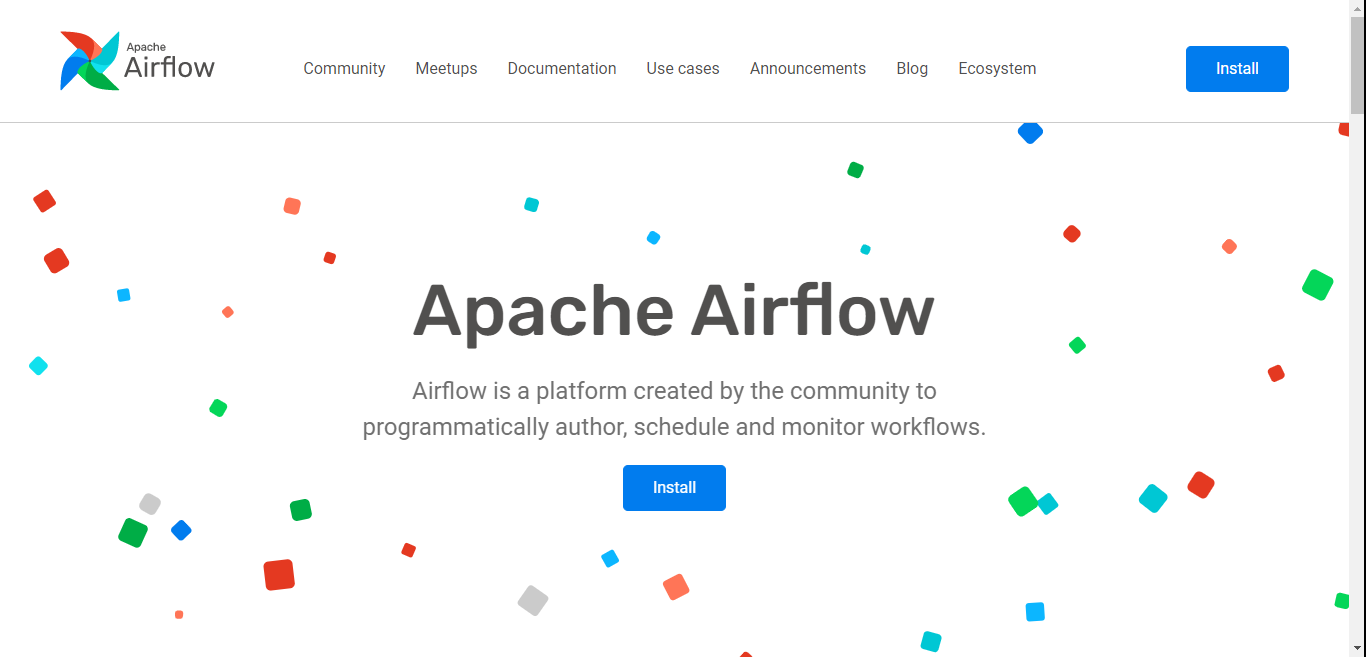 Apache
Airflow
Community Meetups Documentation Use cases Announcements Blog Ecosystem
Install
Apache Airflow
Airflow is a platform created by the community to
programmatically author, schedule and monitor workflows.
Install